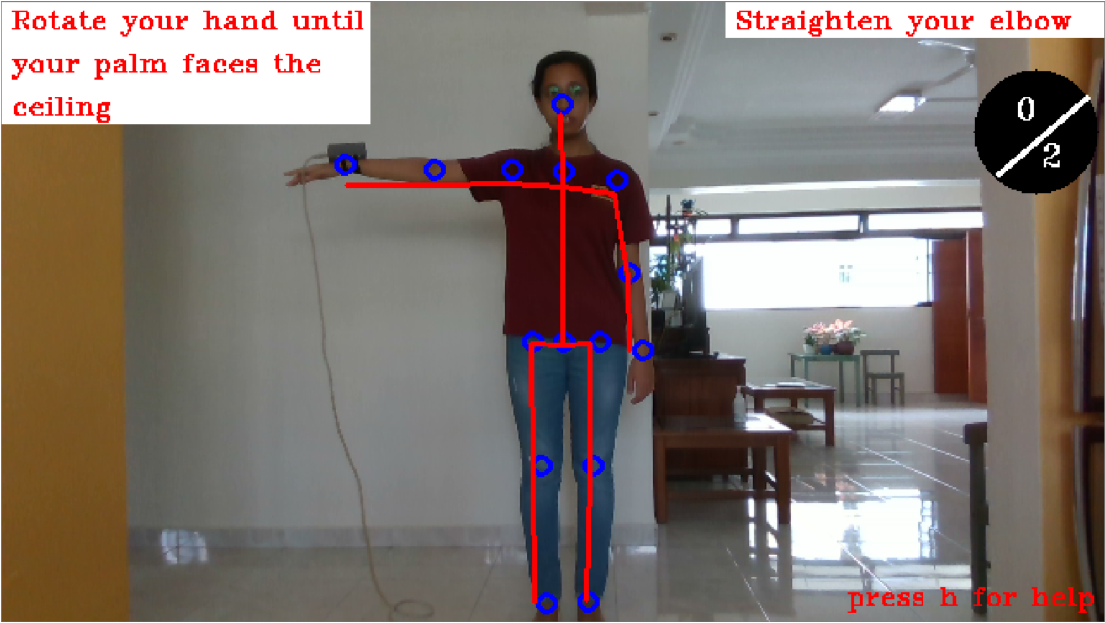 Rotate your hand until
your palm faces the
ceiling
Straighten your elbow
0
2
press h for help